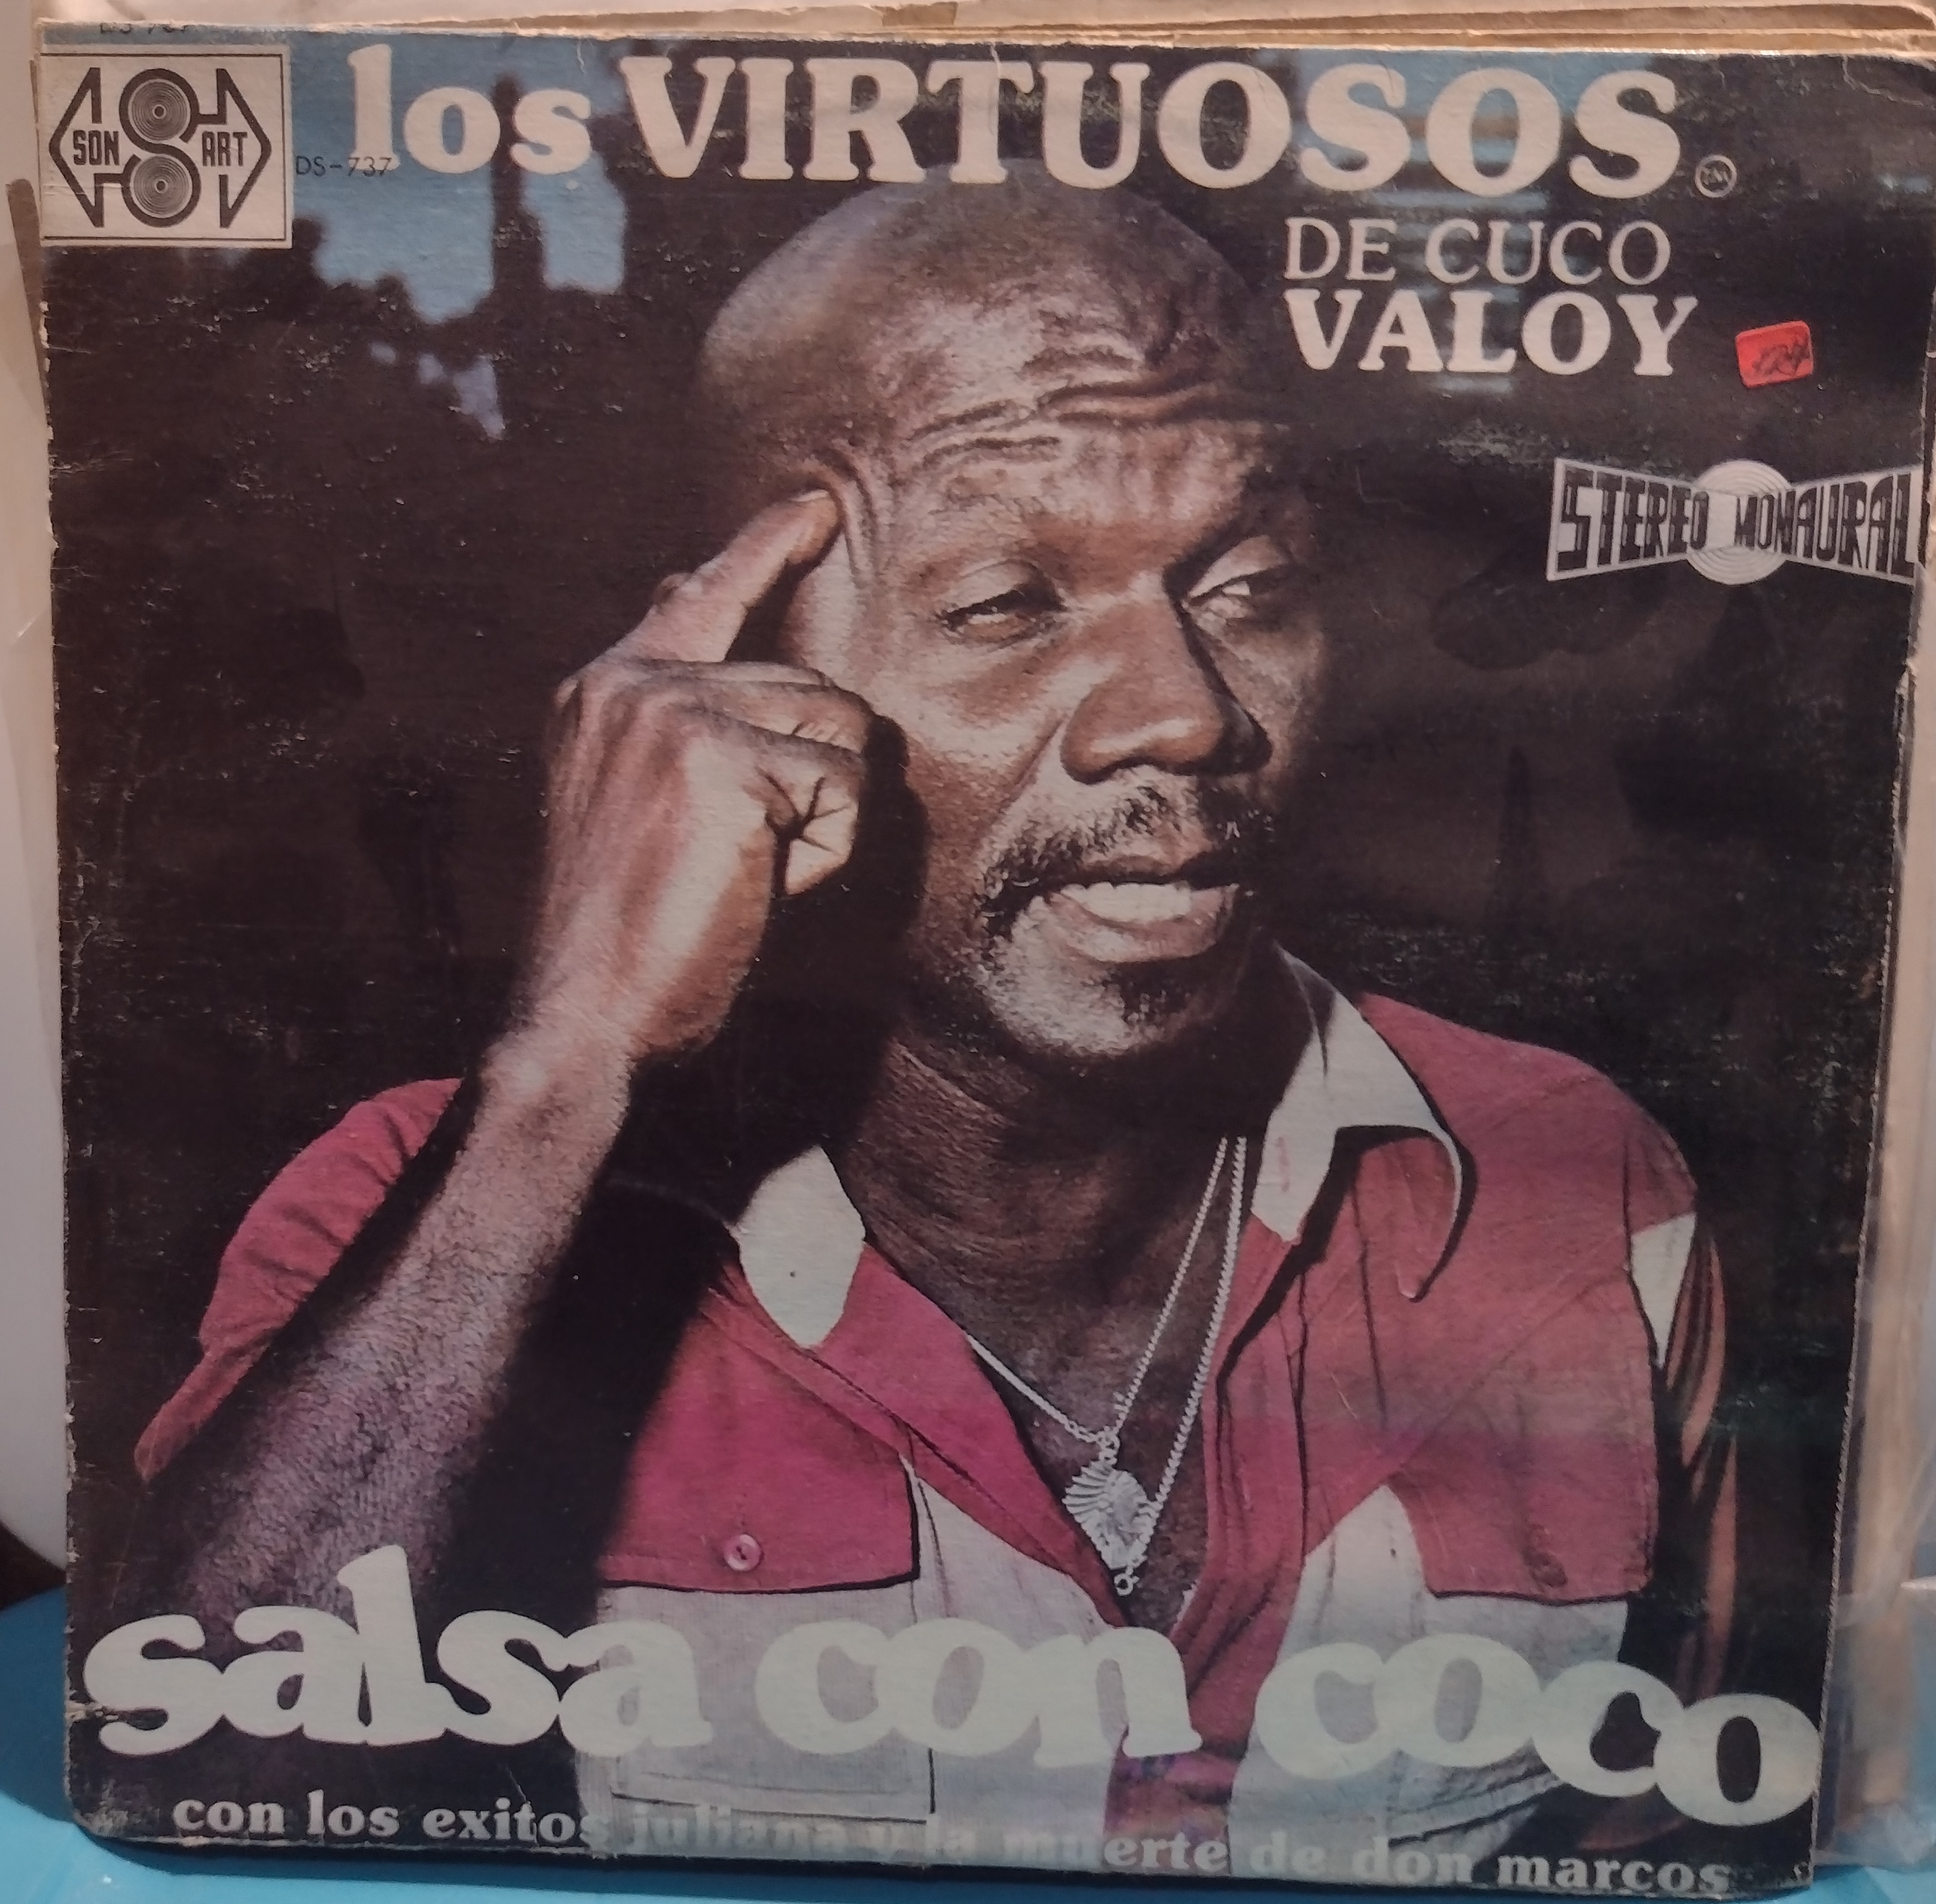 SON ART
DS-737
los VIRTUOSOS
DE CUCO
VALOY
STEREO MONAURAL
salsa con coco
con los exitos juliana y la muerte de don marcos